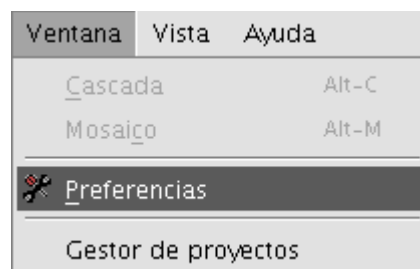 Ventana Vista Ayuda
Cascada Alt-C
Mosaico Alt-M
Preferencias
Gestor de proyectos